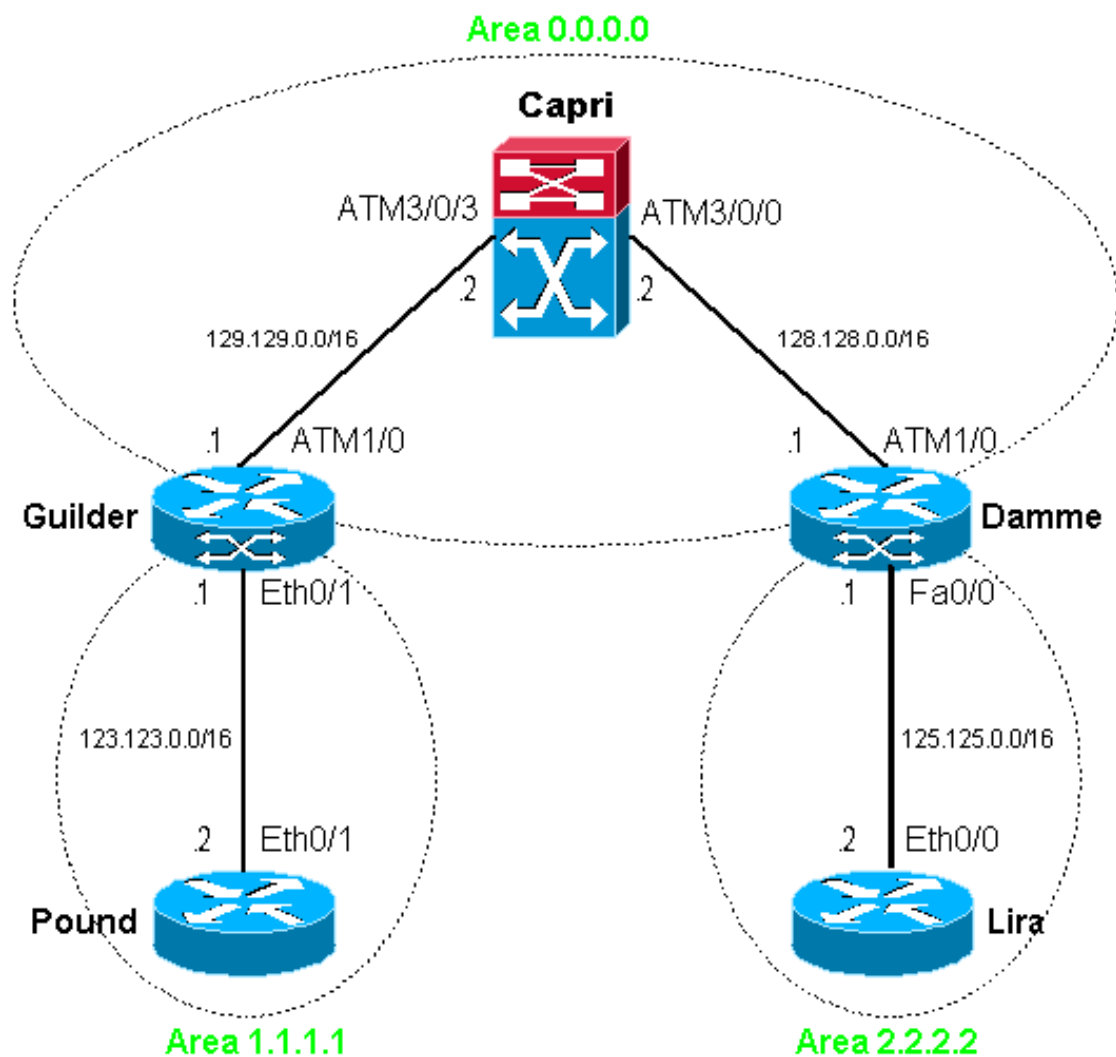 Area 0.0.0.0
Capri
ATM3/0/3
ATM3/0/0
.2
.2
129.129.0.0/16
128.128.0.0/16
.1
ATM1/0
.1
ATM1/0
Guilder
Damme
.1
Eth0/1
.1
Fa0/0
123.123.0.0/16
125.125.0.0/16
.2
Eth0/1
.2
Eth0/0
Pound
Lira
Area 1.1.1.1
Area 2.2.2.2